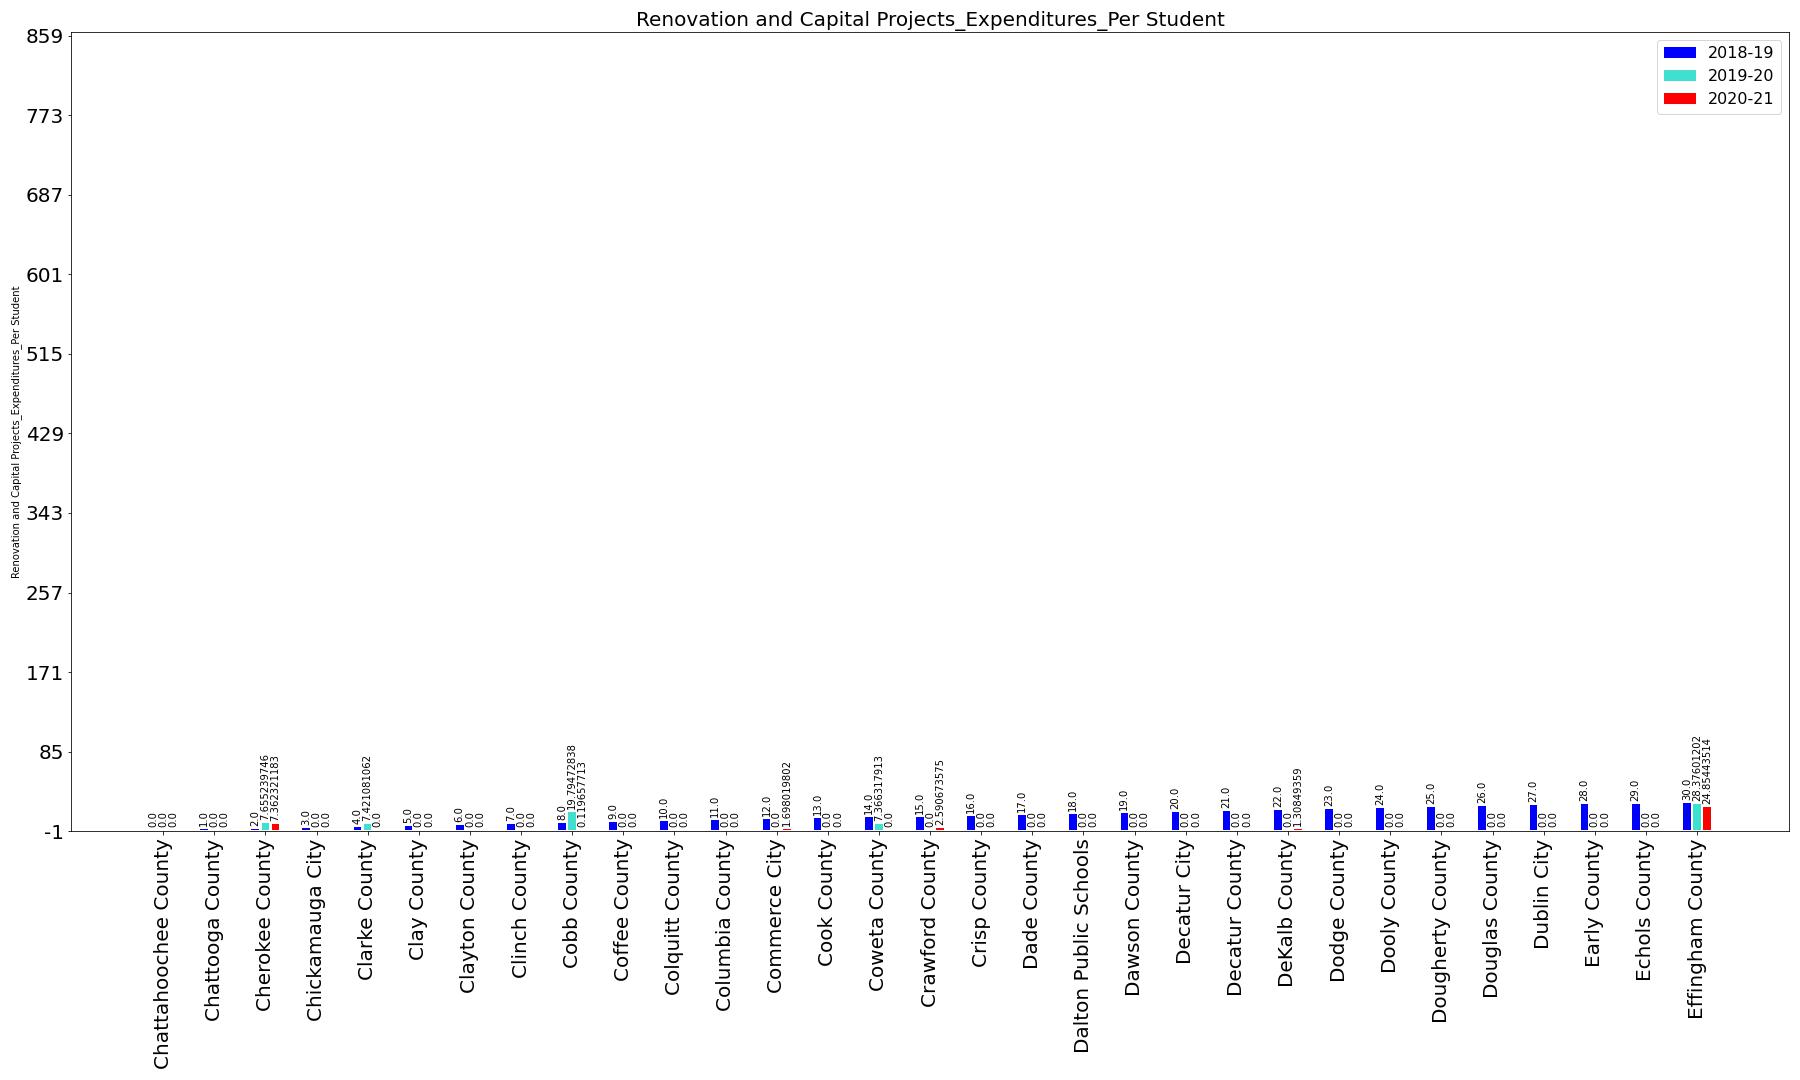 Renovation and Capital Projects_Expenditures_Per Student
2018-19
2019-20
2020-21
Renovation and Capital Projects_Expenditures_Per Student
859
773
687
601
515
429
343
257
171
85
-1
0.0 0.0 0.0
1.0 0.0 0.0
2.0 7.655239746 7.362321183
3.0 0.0 0.0
4.0 7.421081062 0.0
5.0 0.0 0.0
6.0 0.0 0.0
7.0 0.0 0.0
8.0 19.79472838 0.119657713
9.0 0.0 0.0
10.0 0.0 0.0
11.0 0.0 0.0
12.0 0.0 1.698019802
13.0 0.0 0.0
14.0 7.366317913 0.0
15.0 0.0 2.590673575
16.0 0.0 0.0
17.0 0.0 0.0
18.0 0.0 0.0
19.0 0.0 0.0
20.0 0.0 0.0
21.0 0.0 0.0
22.0 0.0 1.30849359
23.0 0.0 0.0
24.0 0.0 0.0
25.0 0.0 0.0
26.0 0.0 0.0
27.0 0.0 0.0
28.0 0.0 0.0
29.0 0.0 0.0
30.0 28.37601202 24.85443514
Chattahoochee County
Chattooga County
Cherokee County
Chickamauga City
Clarke County
Clay County
Clayton County
Clinch County
Cobb County
Coffee County
Colquitt County
Columbia County
Commerce City
Cook County
Coweta County
Crawford County
Crisp County
Dade County
Dalton Public Schools
Dawson County
Decatur City
Decatur County
DeKalb County
Dodge County
Dooly County
Dougherty County
Douglas County
Dublin City
Early County
Echols County
Effingham County